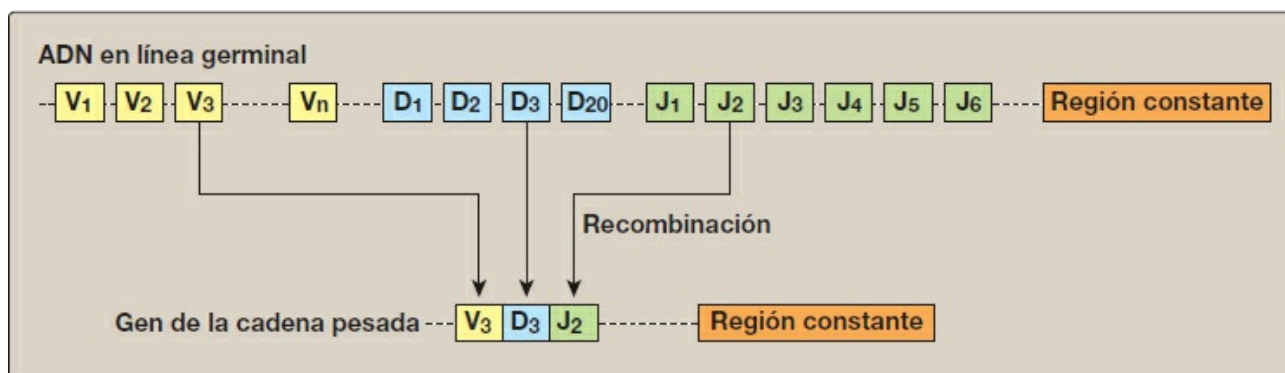 ADN en línea germinal
V1 V2 V3 Vn D1 D2 D3 D20 J1 J2 J3 J4 J5 J6 Región constante
Recombinación
Gen de la cadena pesada V3 D3 J2 Región constante